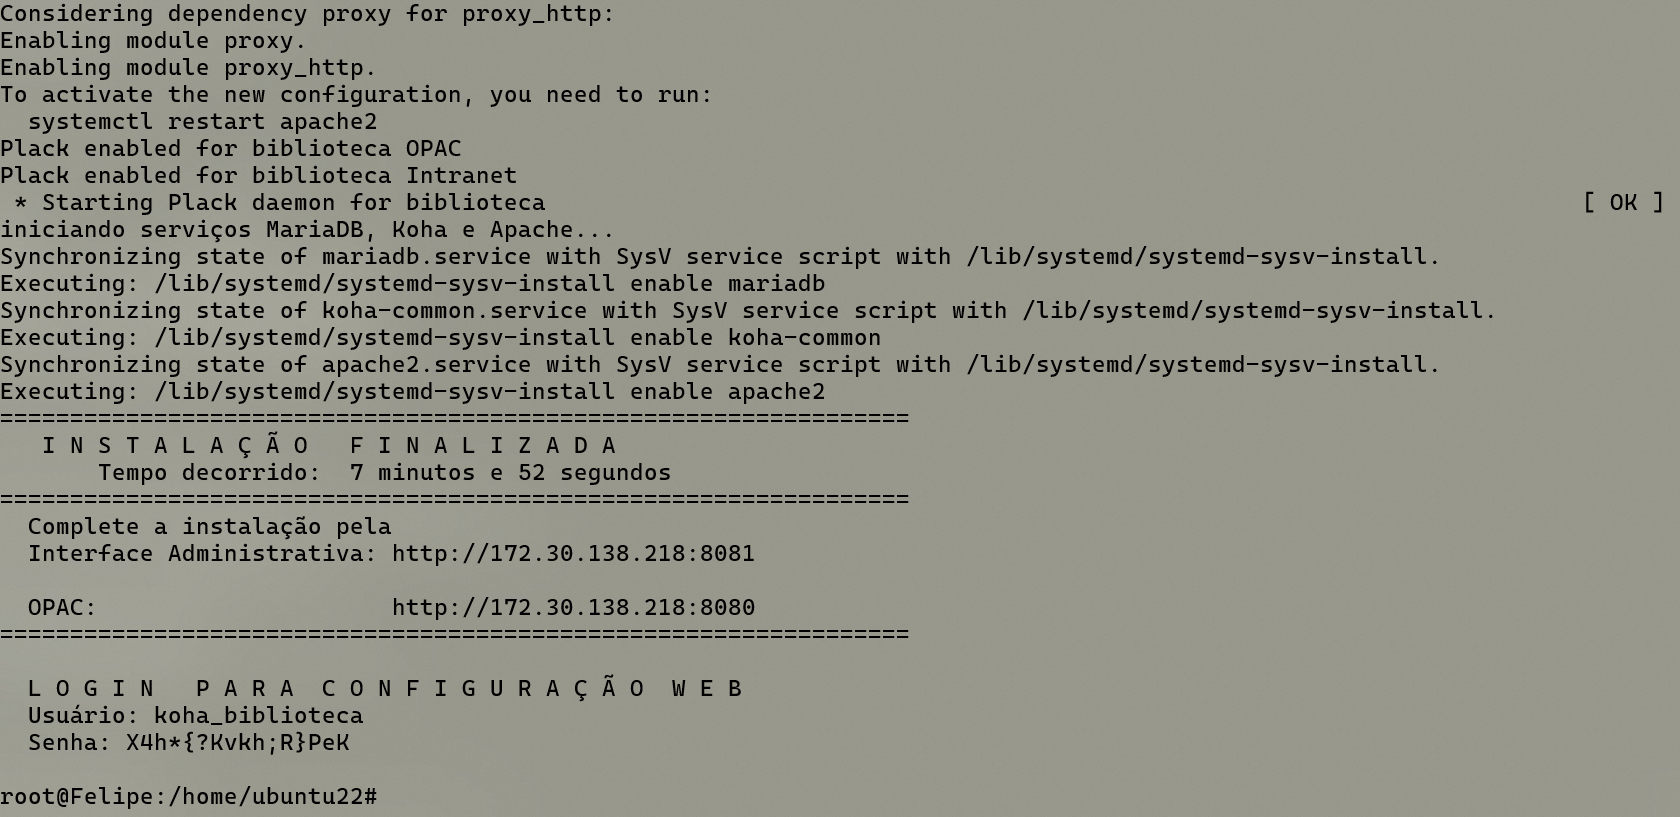 Considering dependency proxy for proxy_http:
Enabling module proxy.
Enabling module proxy_http.
To activate the new configuration, you need to run:
  systemctl restart apache2
Plack enabled for biblioteca OPAC
Plack enabled for biblioteca Intranet
 * Starting Plack daemon for biblioteca [ OK ]
iniciando serviços MariaDB, Koha e Apache...
Synchronizing state of mariadb.service with SysV service script with /lib/systemd/systemd-sysv-install.
Executing: /lib/systemd/systemd-sysv-install enable mariadb
Synchronizing state of koha-common.service with SysV service script with /lib/systemd/systemd-sysv-install.
Executing: /lib/systemd/systemd-sysv-install enable koha-common
Synchronizing state of apache2.service with SysV service script with /lib/systemd/systemd-sysv-install.
Executing: /lib/systemd/systemd-sysv-install enable apache2
=================================================================
   I N S T A L A Ç Ã O   F I N A L I Z A D A
       Tempo decorrido:  7 minutos e 52 segundos
=================================================================
  Complete a instalação pela
  Interface Administrativa: http://172.30.138.218:8081
  OPAC:                     http://172.30.138.218:8080
=================================================================
  L O G I N   P A R A  C O N F I G U R A Ç Ã O  W E B
  Usuário: koha_biblioteca
  Senha: X4h*{?Kvkh;R}PeK
root@Felipe:/home/ubuntu22#